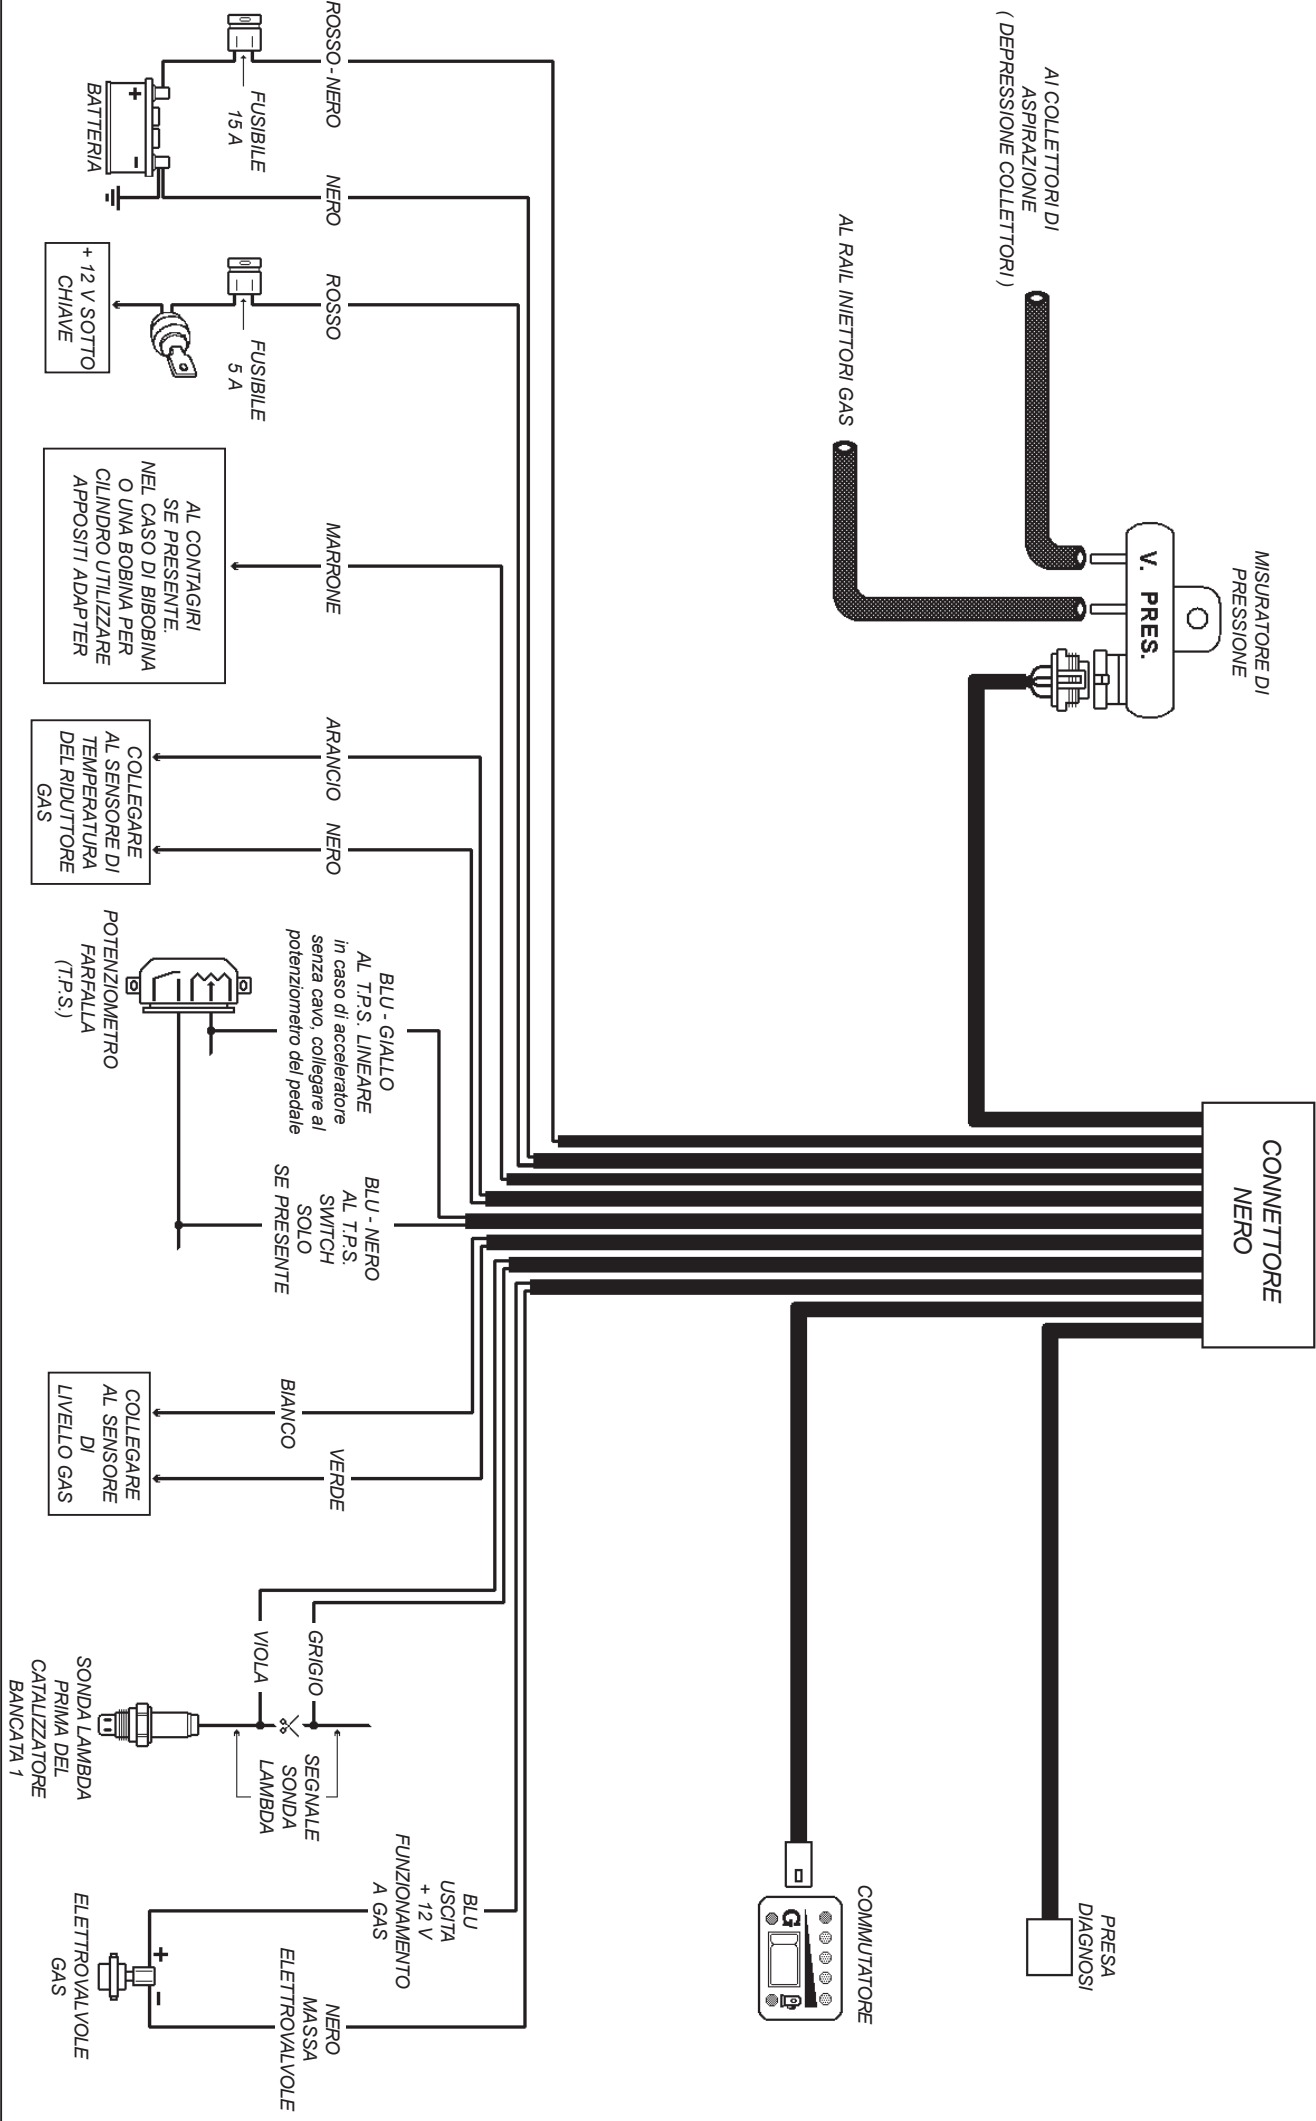 CONNETTORE
NERO
MISURATORE DI
PRESSIONE
V. PRES.
AI COLLETTORI DI
ASPIRAZIONE
( DEPRESSIONE COLLETTORI )
AL RAIL INIETTORI GAS
PRESA
DIAGNOSI
COMMUTATORE
G
ROSSO - NERO
FUSIBILE
15 A
+ -
BATTERIA
NERO
ROSSO
FUSIBILE
5 A
+ 12 V SOTTO
CHIAVE
MARRONE
AL CONTAGIRI
SE PRESENTE.
NEL CASO DI BIBOBINA
O UNA BOBINA PER
CILINDRO UTILIZZARE
APPOSITI ADAPTER
ARANCIO
NERO
COLLEGARE
AL SENSORE DI
TEMPERATURA
DEL RIDUTTORE
GAS
BLU - GIALLO
AL T.P.S. LINEARE
in caso di acceleratore
senza cavo, collegare al
potenziometro del pedale
BLU - NERO
AL T.P.S.
SWITCH
SOLO
SE PRESENTE
POTENZIOMETRO
FARFALLA
(T.P.S.)
BIANCO
VERDE
COLLEGARE
AL SENSORE
DI
LIVELLO GAS
GRIGIO
VIOLA
SEGNALE
SONDA
LAMBDA
SONDA LAMBDA
PRIMA DEL
CATALIZZATORE
BANCATA 1
BLU
USCITA
+ 12 V
FUNZIONAMENTO
A GAS
NERO
MASSA
ELETTROVALVOLE
+ -
ELETTROVALVOLE
GAS